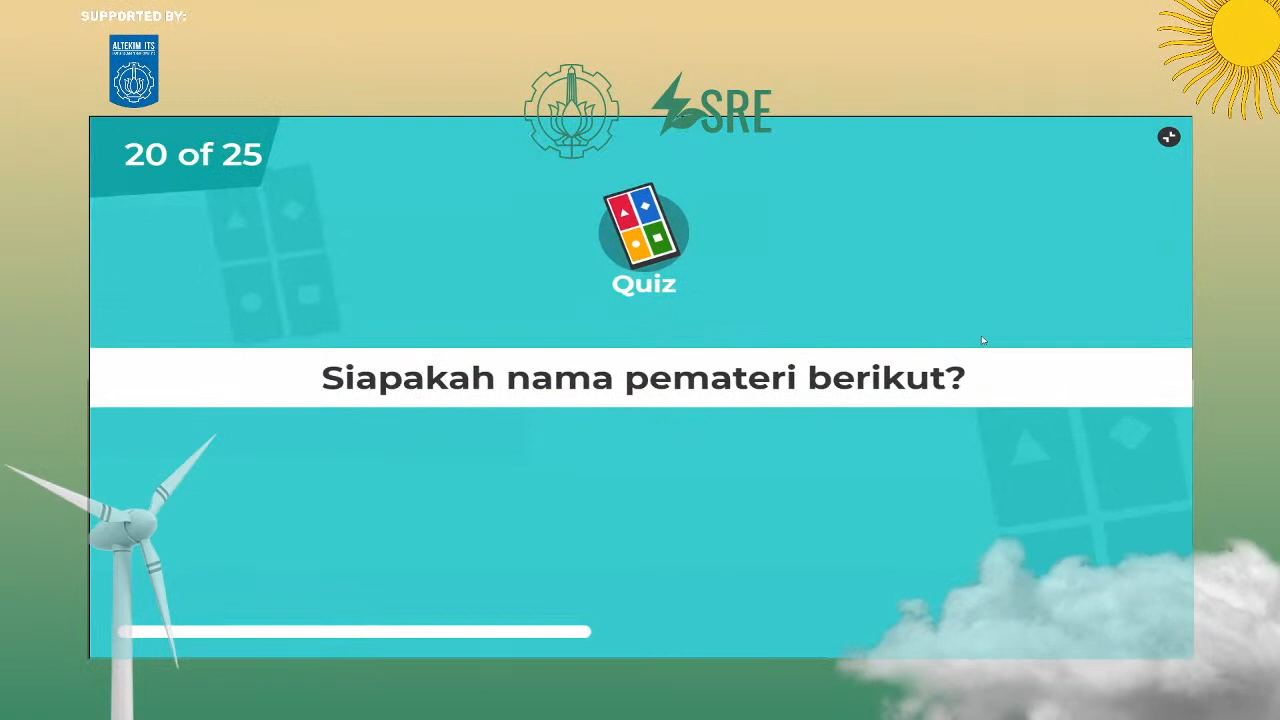 SUPPORTED BY:
ALTEKIM ITS
SRE
20 of 25
Quiz
Siapakah nama pemateri berikut?